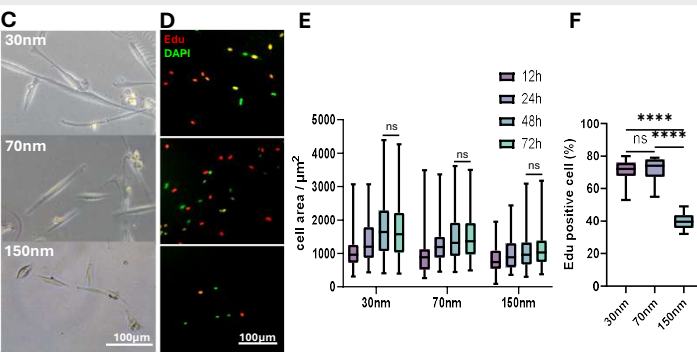 C
30nm
70nm
150nm
100μm
D
Edu
DAPI
100μm
E
12h
24h
48h
72h
cell area / μm²
5000
4000
3000
2000
1000
0
ns
ns
ns
30nm
70nm
150nm
F
Edu positive cell (%)
100
80
60
40
20
0
****
ns
****
30nm
70nm
150nm